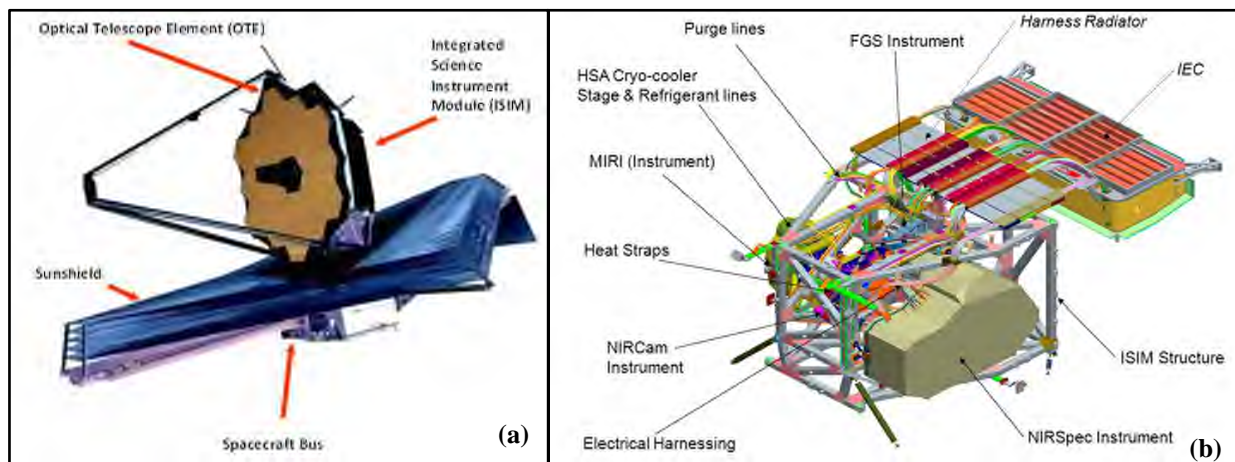 Optical Telescope Element (OTE)
Integrated
Science
Instrument
Module (ISIM)
Sunshield
Spacecraft Bus
(a)
Purge lines
Harness Radiator
FGS Instrument
IEC
HSA Cryo-cooler
Stage & Refrigerant lines
MIRI (Instrument)
Heat Straps
NIRCam
Instrument
ISIM Structure
Electrical Harnessing
NIRSpec Instrument
(b)